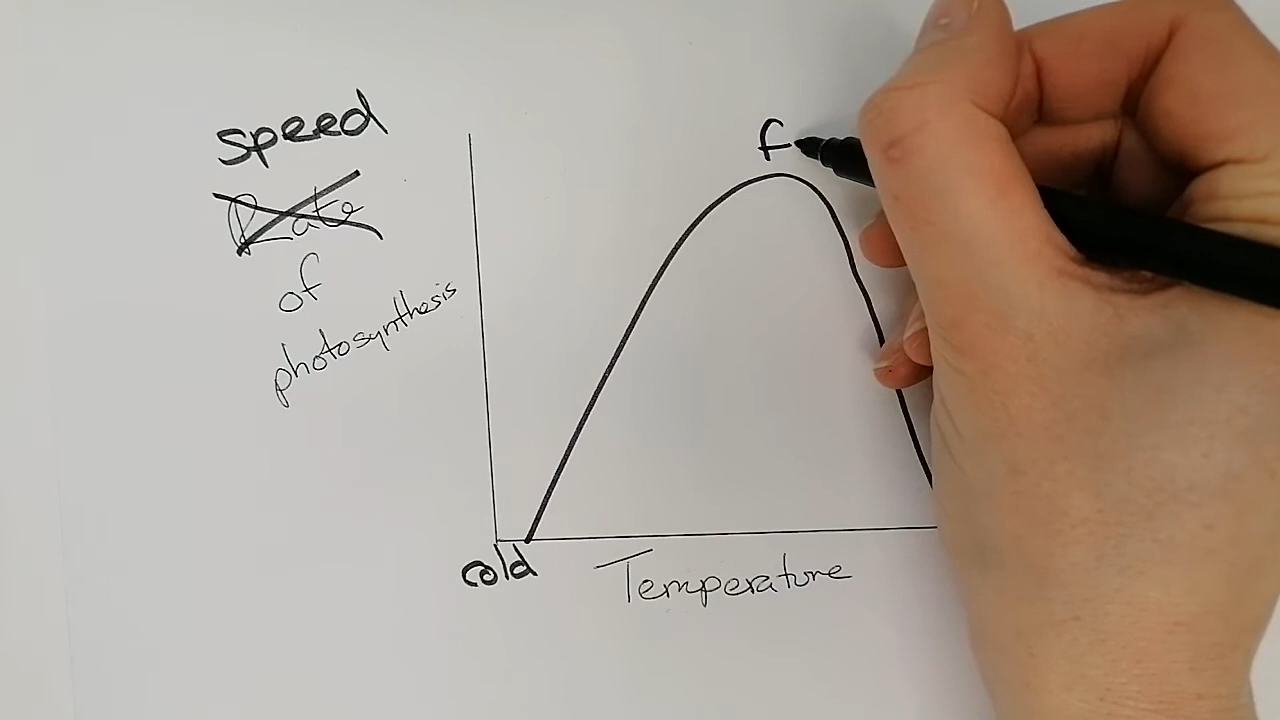 speed
Rate
of
photosynthesis
f
cold
Temperature